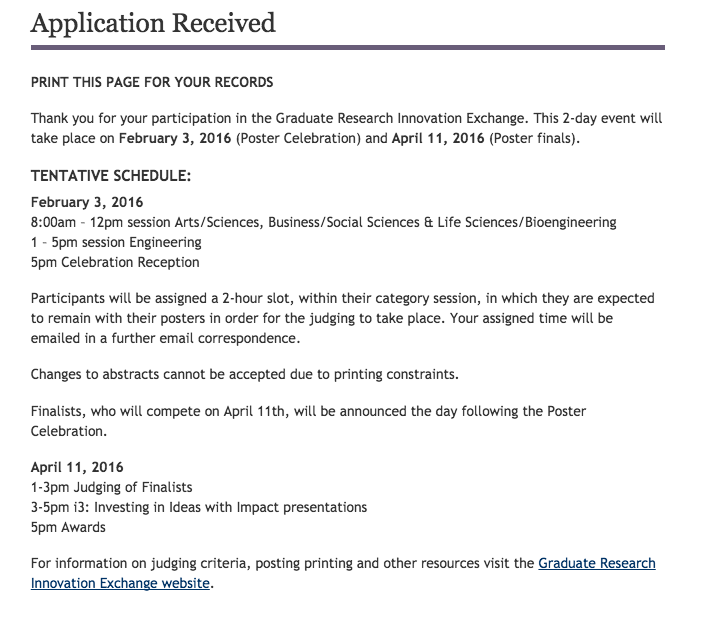 Application Received
PRINT THIS PAGE FOR YOUR RECORDS
Thank you for your participation in the Graduate Research Innovation Exchange. This 2-day event will
take place on February 3, 2016 (Poster Celebration) and April 11, 2016 (Poster finals).
TENTATIVE SCHEDULE:
February 3, 2016
8:00am – 12pm session Arts/Sciences, Business/Social Sciences & Life Sciences/Bioengineering
1 – 5pm session Engineering
5pm Celebration Reception
Participants will be assigned a 2-hour slot, within their category session, in which they are expected
to remain with their posters in order for the judging to take place. Your assigned time will be
emailed in a further email correspondence.
Changes to abstracts cannot be accepted due to printing constraints.
Finalists, who will compete on April 11th, will be announced the day following the Poster
Celebration.
April 11, 2016
1-3pm Judging of Finalists
3-5pm i3: Investing in Ideas with Impact presentations
5pm Awards
For information on judging criteria, posting printing and other resources visit the Graduate Research
Innovation Exchange website.